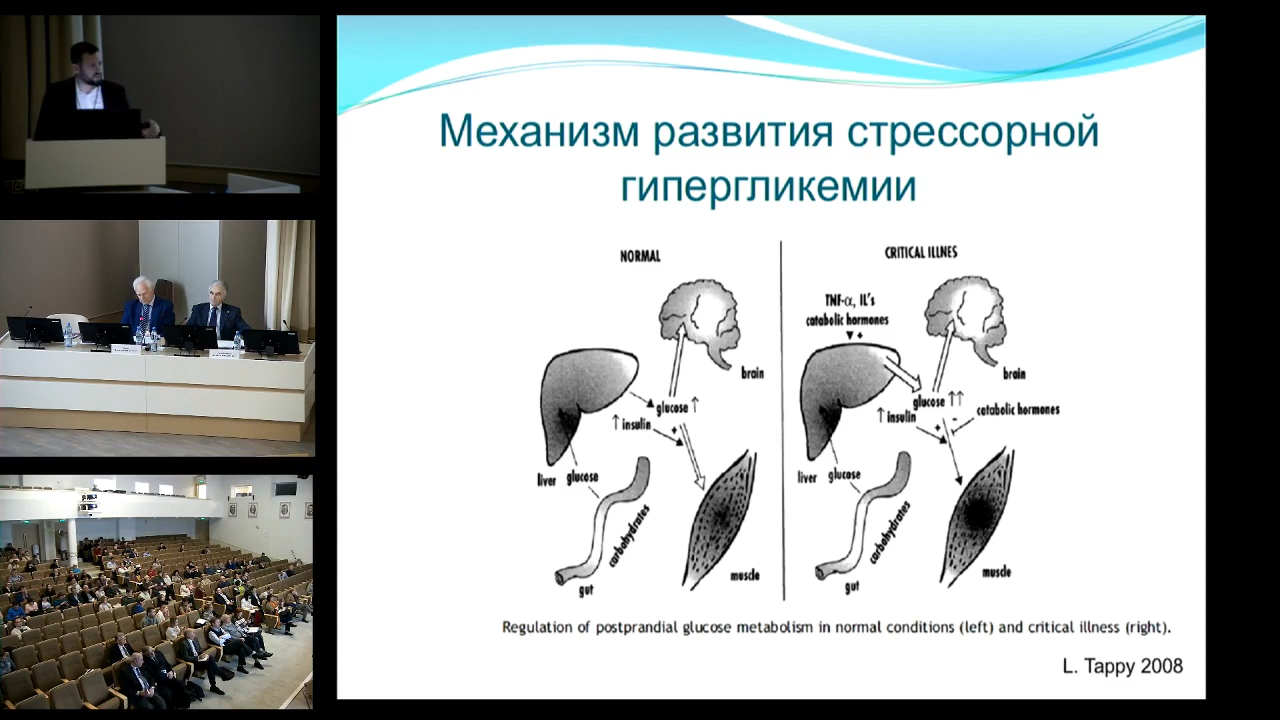 Механизм развития стрессорной
гипергликемии
NORMAL
brain
glucose ↑
↑ insulin
+
liver
glucose
carbohydrates
gut
muscle
CRITICAL ILLNES
TNF-α, IL's
catabolic hormones
▼ +
brain
glucose ↑↑
↑ insulin
catabolic hormones
+
-
liver
glucose
carbohydrates
gut
muscle
Regulation of postprandial glucose metabolism in normal conditions (left) and critical illness (right).
L. Tappy 2008